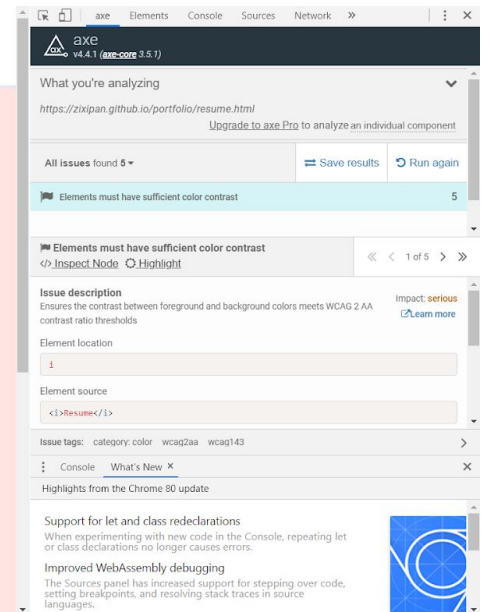 axe Elements Console Sources Network »
axe
v4.4.1 (axe-core 3.5.1)
What you're analyzing
https://zixipan.github.io/portfolio/resume.html
Upgrade to axe Pro to analyze an individual component
All issues found 5
Save results
Run again
Elements must have sufficient color contrast 5
Elements must have sufficient color contrast
</> Inspect Node Highlight
1 of 5
Issue description
Ensures the contrast between foreground and background colors meets WCAG 2 AA
contrast ratio thresholds
Impact: serious
Learn more
Element location
i
Element source
<i>Resume</i>
Issue tags: category: color wcag2aa wcag143
Console What's New ×
Highlights from the Chrome 80 update
Support for let and class redeclarations
When experimenting with new code in the Console, repeating let
or class declarations no longer causes errors.
Improved WebAssembly debugging
The Sources panel has increased support for stepping over code,
setting breakpoints, and resolving stack traces in source
languages.